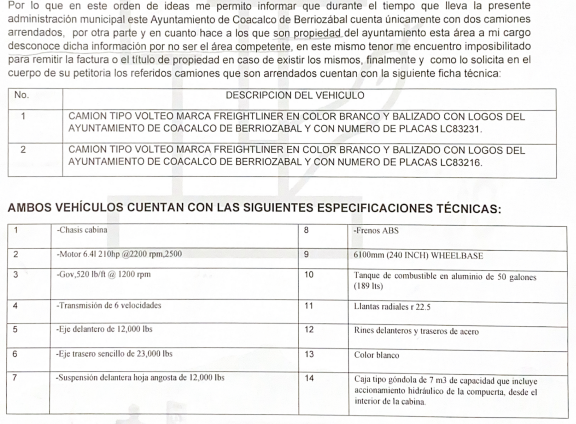 Por lo que en este orden de ideas me permito informar que durante el tiempo que lleva la presente
administración municipal este Ayuntamiento de Coacalco de Berriozábal cuenta únicamente con dos camiones
arrendados, por otra parte y en cuanto hace a los que son propiedad del ayuntamiento esta área a mi cargo
desconoce dicha información por no ser el área competente, en este mismo tenor me encuentro imposibilitado
para remitir la factura o el título de propiedad en caso de existir los mismos, finalmente y como lo solicita en el
cuerpo de su petitoria los referidos camiones que son arrendados cuentan con la siguiente ficha técnica:
No. DESCRIPCION DEL VEHICULO
1 CAMION TIPO VOLTEO MARCA FREIGHTLINER EN COLOR BRANCO Y BALIZADO CON LOGOS DEL
AYUNTAMIENTO DE COACALCO DE BERRIOZABAL Y CON NUMERO DE PLACAS LC83231.
2 CAMION TIPO VOLTEO MARCA FREIGHTLINER EN COLOR BRANCO Y BALIZADO CON LOGOS DEL
AYUNTAMIENTO DE COACALCO DE BERRIOZABAL Y CON NUMERO DE PLACAS LC83216.
AMBOS VEHÍCULOS CUENTAN CON LAS SIGUIENTES ESPECIFICACIONES TÉCNICAS:
1 -Chasis cabina 8 -Frenos ABS
2 -Motor 6.4l 210hp @2200 rpm,2500 9 6100mm (240 INCH) WHEELBASE
3 -Gov,520 lb/ft @ 1200 rpm 10 Tanque de combustible en aluminio de 50 galones
(189 lts)
4 -Transmisión de 6 velocidades 11 Llantas radiales r 22.5
5 -Eje delantero de 12,000 lbs 12 Rines delanteros y traseros de acero
6 -Eje trasero sencillo de 23,000 lbs 13 Color blanco
7 -Suspensión delantera hoja angosta de 12,000 lbs 14 Caja tipo góndola de 7 m3 de capacidad que incluye
accionamiento hidráulico de la compuerta, desde el
interior de la cabina.